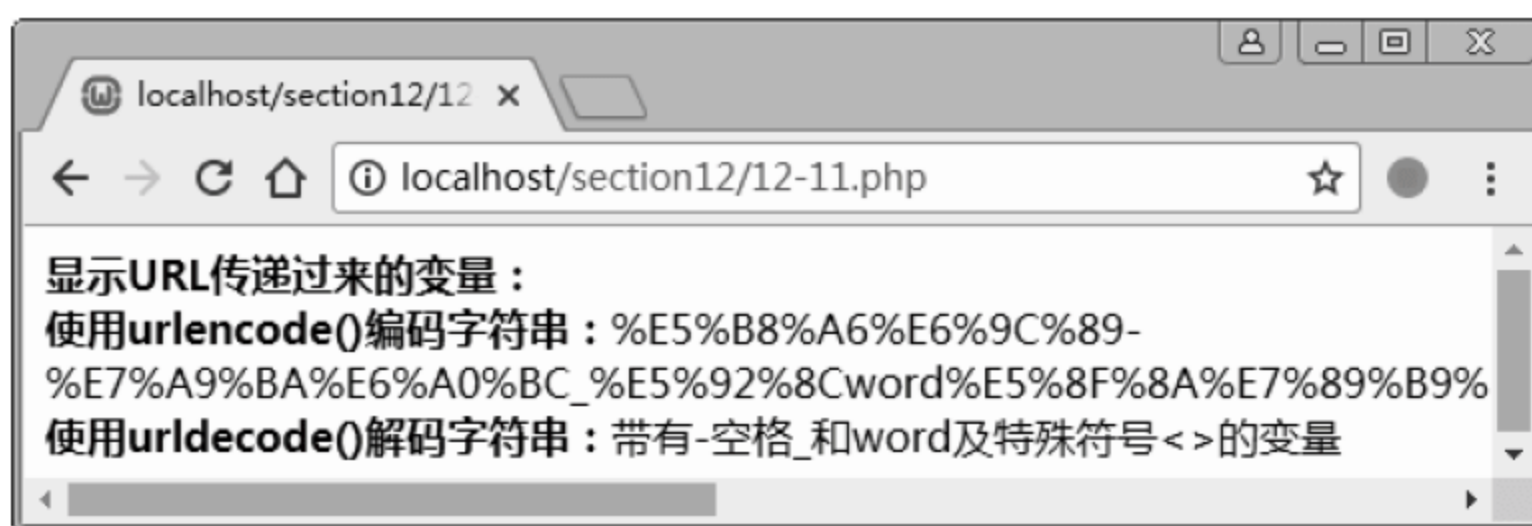 localhost/section12/12
localhost/section12/12-11.php
显示URL传递过来的变量：
使用urlencode()编码字符串：%E5%B8%A6%E6%9C%89-
%E7%A9%BA%E6%A0%BC_%E5%92%8Cword%E5%8F%8A%E7%89%B9%
使用urldecode()解码字符串：带有-空格_和word及特殊符号<>的变量